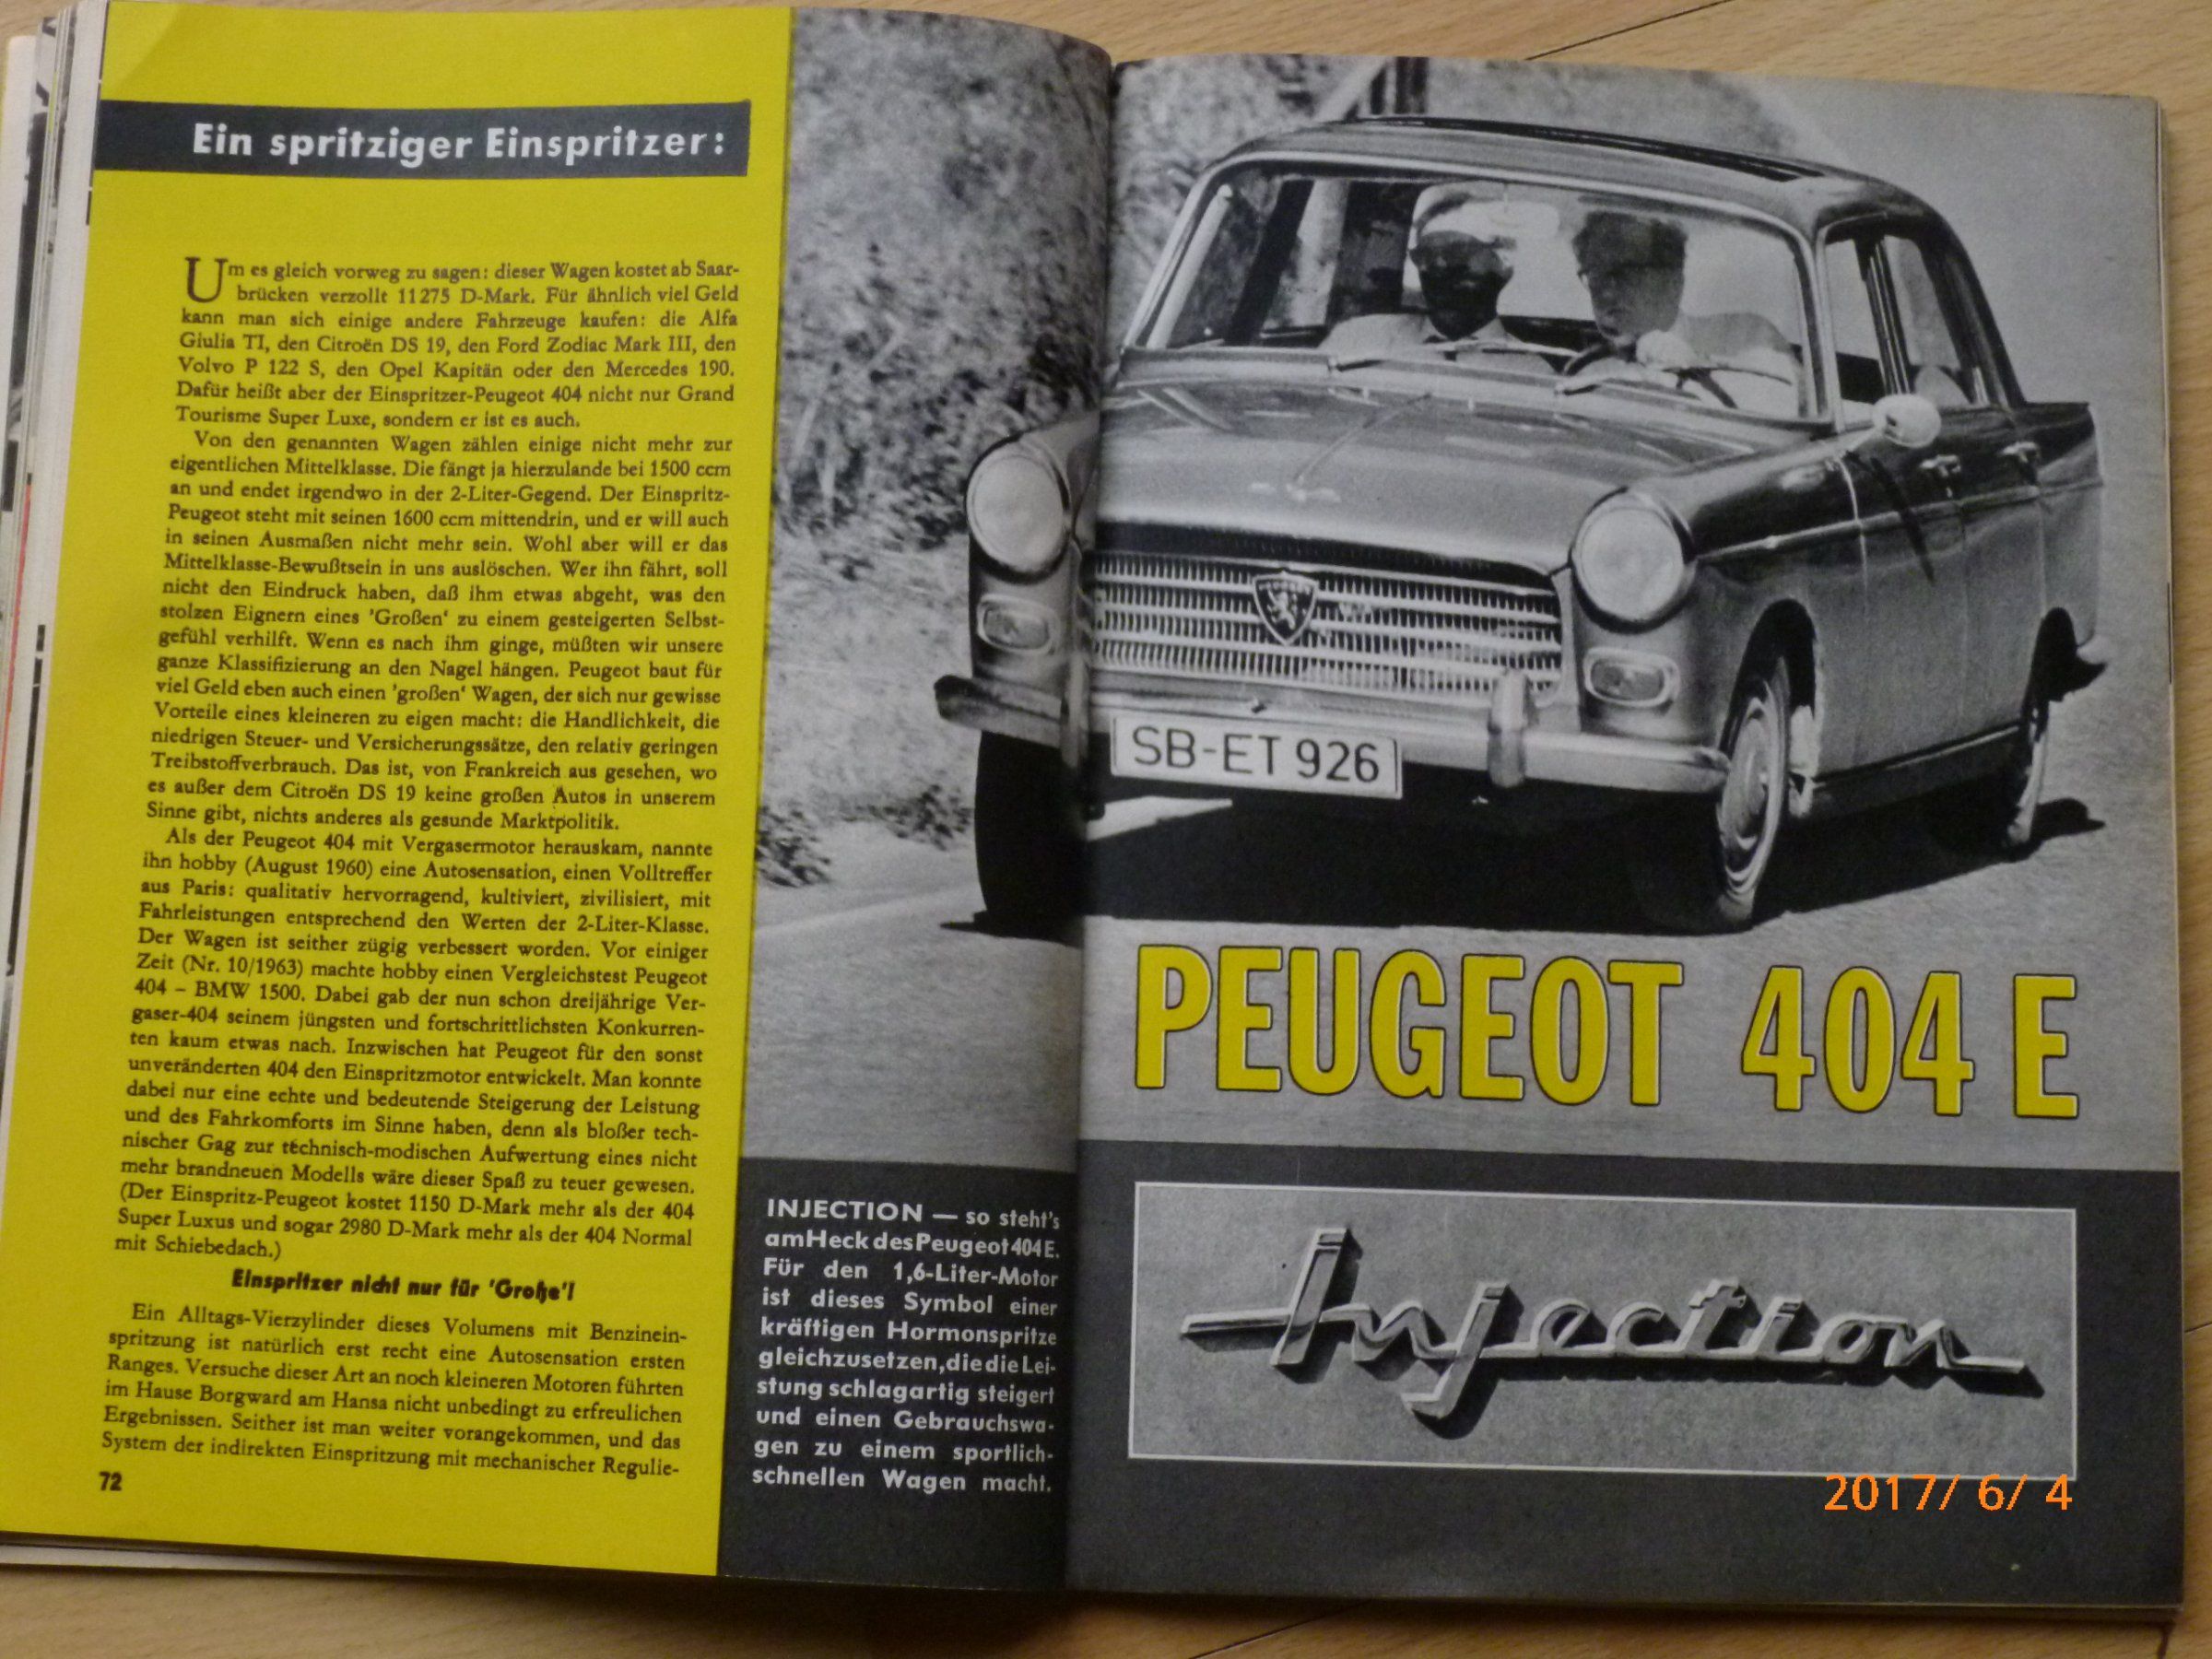 Ein spritziger Einspritzer:
Um es gleich vorweg zu sagen: dieser Wagen kostet ab Saar-
brücken verzollt 11275 D-Mark. Für ähnlich viel Geld
kann man sich einige andere Fahrzeuge kaufen: die Alfa
Giulia TI, den Citroën DS 19, den Ford Zodiac Mark III, den
Volvo P 122 S, den Opel Kapitän oder den Mercedes 190.
Dafür heißt aber der Einspritzer-Peugeot 404 nicht nur Grand
Tourisme Super Luxe, sondern er ist es auch.
Von den genannten Wagen zählen einige nicht mehr zur
eigentlichen Mittelklasse. Die fängt ja hierzulande bei 1500 ccm
an und endet irgendwo in der 2-Liter-Gegend. Der Einspritz-
Peugeot steht mit seinen 1600 ccm mittendrin, und er will auch
in seinen Ausmaßen nicht mehr sein. Wohl aber will er das
Mittelklasse-Bewußtsein in uns auslöschen. Wer ihn fährt, soll
nicht den Eindruck haben, daß ihm etwas abgeht, was den
stolzen Eignern eines 'Großen' zu einem gesteigerten Selbst-
gefühl verhilft. Wenn es nach ihm ginge, müßten wir unsere
ganze Klassifizierung an den Nagel hängen. Peugeot baut für
viel Geld eben auch einen 'großen' Wagen, der sich nur gewisse
Vorteile eines kleineren zu eigen macht: die Handlichkeit, die
niedrigen Steuer- und Versicherungssätze, den relativ geringen
Treibstoffverbrauch. Das ist, von Frankreich aus gesehen, wo
es außer dem Citroën DS 19 keine großen Autos in unserem
Sinne gibt, nichts anderes als gesunde Marktpolitik.
Als der Peugeot 404 mit Vergasermotor herauskam, nannte
ihn hobby (August 1960) eine Autosensation, einen Volltreffer
aus Paris: qualitativ hervorragend, kultiviert, zivilisiert, mit
Fahrleistungen entsprechend den Werten der 2-Liter-Klasse.
Der Wagen ist seither zügig verbessert worden. Vor einiger
Zeit (Nr. 10/1963) machte hobby einen Vergleichstest Peugeot
404 – BMW 1500. Dabei gab der nun schon dreijährige Ver-
gaser-404 seinem jüngsten und fortschrittlichsten Konkurren-
ten kaum etwas nach. Inzwischen hat Peugeot für den sonst
unveränderten 404 den Einspritzmotor entwickelt. Man konnte
dabei nur eine echte und bedeutende Steigerung der Leistung
und des Fahrkomforts im Sinne haben, denn als bloßer tech-
nischer Gag zur technisch-modischen Aufwertung eines nicht
mehr brandneuen Modells wäre dieser Spaß zu teuer gewesen.
(Der Einspritz-Peugeot kostet 1150 D-Mark mehr als der 404
Super Luxus und sogar 2980 D-Mark mehr als der 404 Normal
mit Schiebedach.)
Einspritzer nicht nur für 'Große'!
Ein Alltags-Vierzylinder dieses Volumens mit Benzinein-
spritzung ist natürlich erst recht eine Autosensation ersten
Ranges. Versuche dieser Art an noch kleineren Motoren führten
im Hause Borgward am Hansa nicht unbedingt zu erfreulichen
Ergebnissen. Seither ist man weiter vorangekommen, und das
System der indirekten Einspritzung mit mechanischer Regulie-
72
INJECTION — so steht's
am Heck des Peugeot 404 E.
Für den 1,6-Liter-Motor
ist dieses Symbol einer
kräftigen Hormonspritze
gleichzusetzen, die die Lei-
stung schlagartig steigert
und einen Gebrauchswa-
gen zu einem sportlich-
schnellen Wagen macht.
PEUGEOT
SB-ET 926
PEUGEOT 404 E
Injection
2017/ 6/ 4